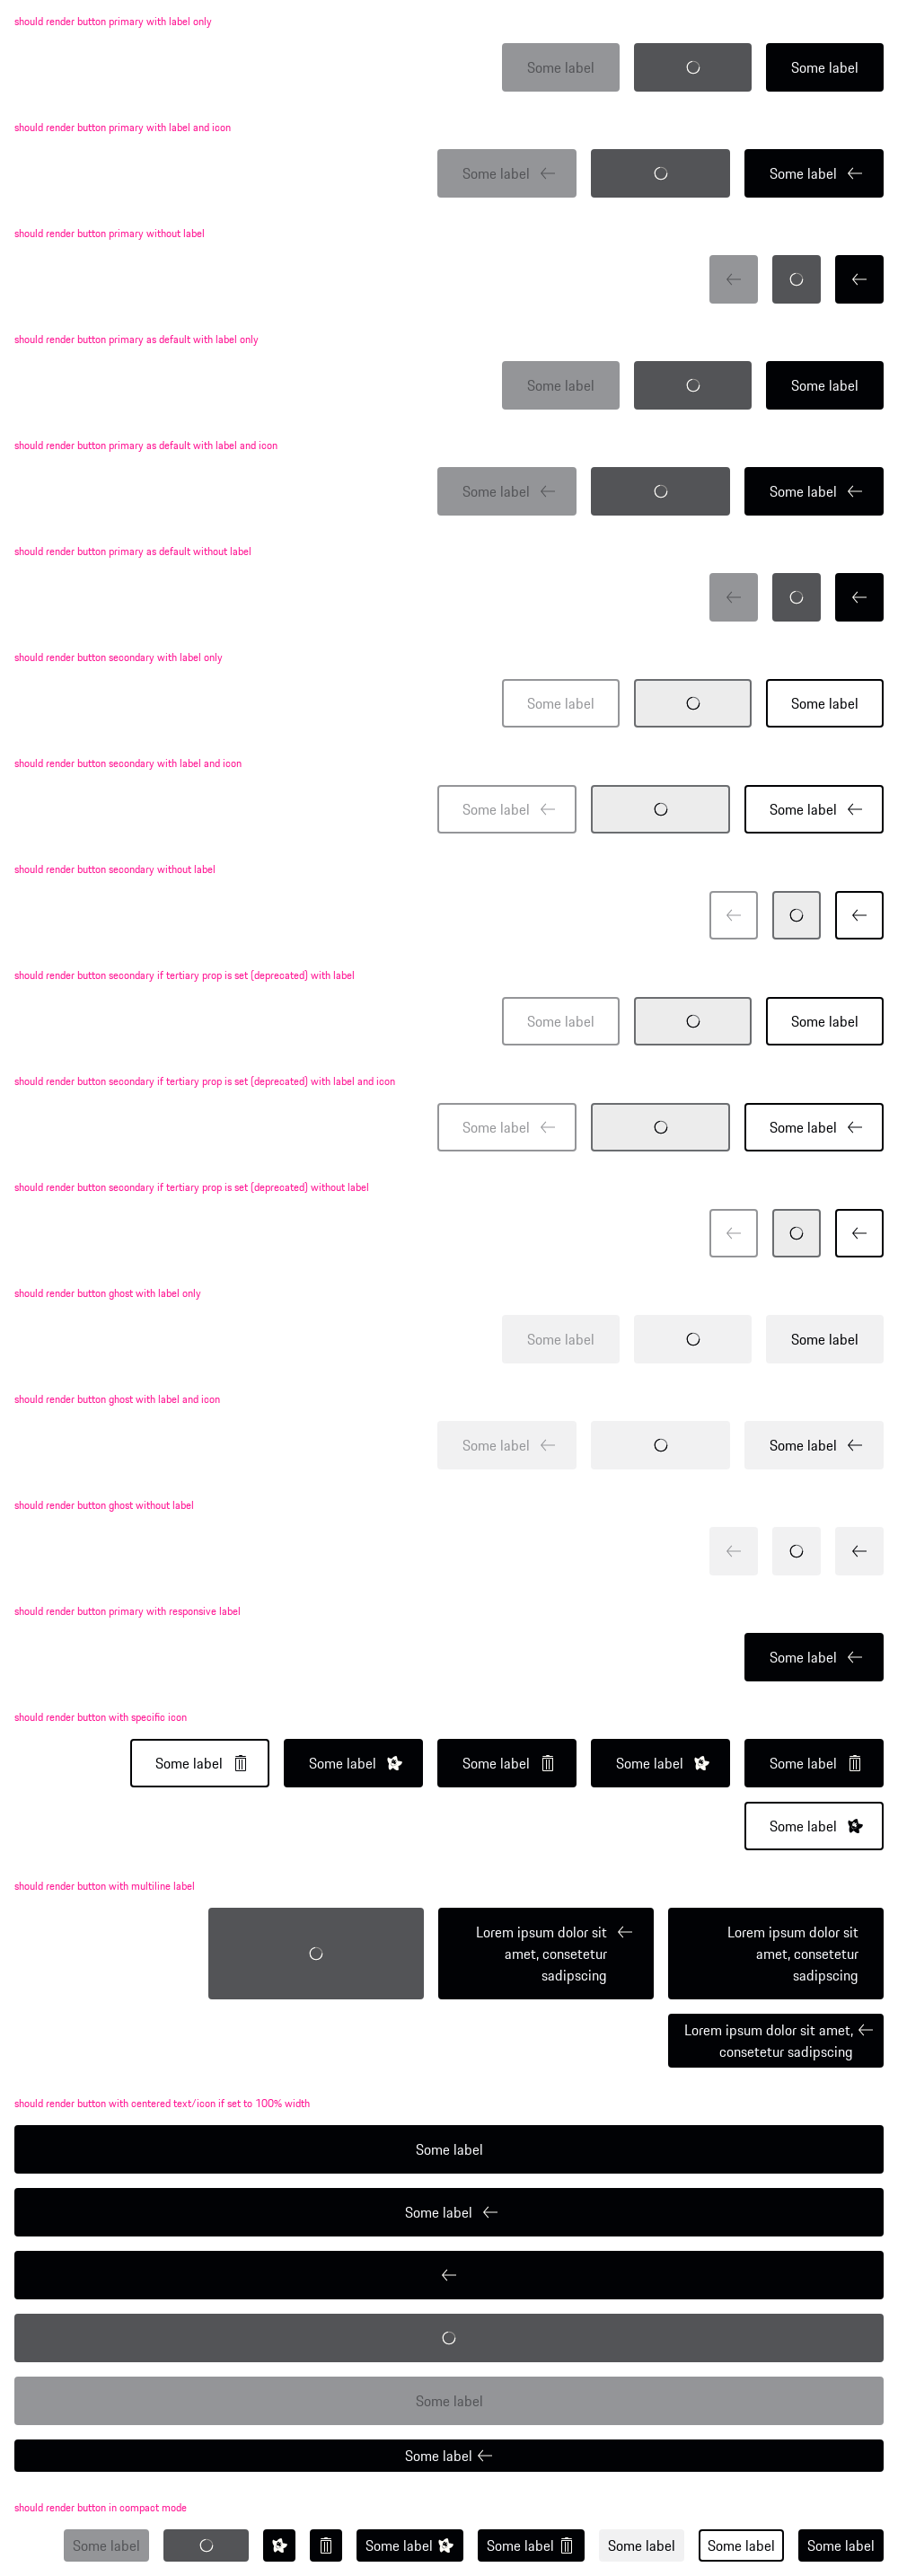 should render button primary with label only
Some label Some label
should render button primary with label and icon
Some label Some label
should render button primary without label
should render button primary as default with label only
Some label Some label
should render button primary as default with label and icon
Some label Some label
should render button primary as default without label
should render button secondary with label only
Some label Some label
should render button secondary with label and icon
Some label Some label
should render button secondary without label
should render button secondary if tertiary prop is set (deprecated) with label
Some label Some label
should render button secondary if tertiary prop is set (deprecated) with label and icon
Some label Some label
should render button secondary if tertiary prop is set (deprecated) without label
should render button ghost with label only
Some label Some label
should render button ghost with label and icon
Some label Some label
should render button ghost without label
should render button primary with responsive label
Some label
should render button with specific icon
Some label Some label Some label Some label Some label
Some label
should render button with multiline label
Lorem ipsum dolor sit
amet, consetetur
sadipscing
Lorem ipsum dolor sit
amet, consetetur
sadipscing
Lorem ipsum dolor sit amet,
consetetur sadipscing
should render button with centered text/icon if set to 100% width
Some label
Some label
Some label
Some label
should render button in compact mode
Some label Some label Some label Some label Some label Some label